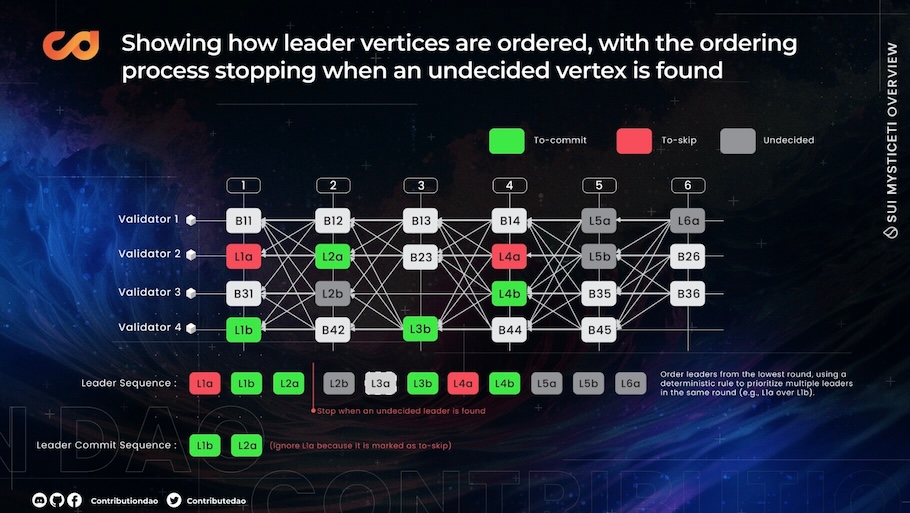 Showing how leader vertices are ordered, with the ordering
process stopping when an undecided vertex is found
SUI MYSTICETI OVERVIEW
To-commit To-skip Undecided
1 2 3 4 5 6
Validator 1 B11 B12 B13 B14 L5a L6a
Validator 2 L1a L2a B23 L4a L5b B26
Validator 3 B31 L2b L4b B35 B36
Validator 4 L1b B42 L3b B44 B45
Leader Sequence : L1a L1b L2a L2b L3a L3b L4a L4b L5a L5b L6a
Order leaders from the lowest round, using a
deterministic rule to prioritize multiple leaders
in the same round (e.g., L1a over L1b).
Stop when an undecided leader is found
Leader Commit Sequence : L1b L2a (Ignore L1a because it is marked as to-skip)
N DAO
CONTRIBUTIO
Contributiondao Contributedao